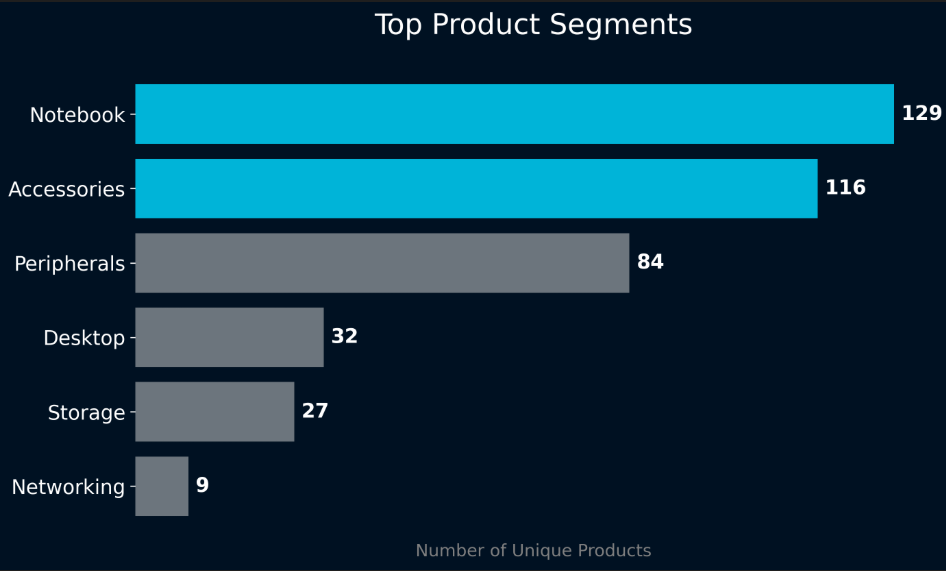 Top Product Segments
Notebook 129
Accessories 116
Peripherals 84
Desktop 32
Storage 27
Networking 9
Number of Unique Products